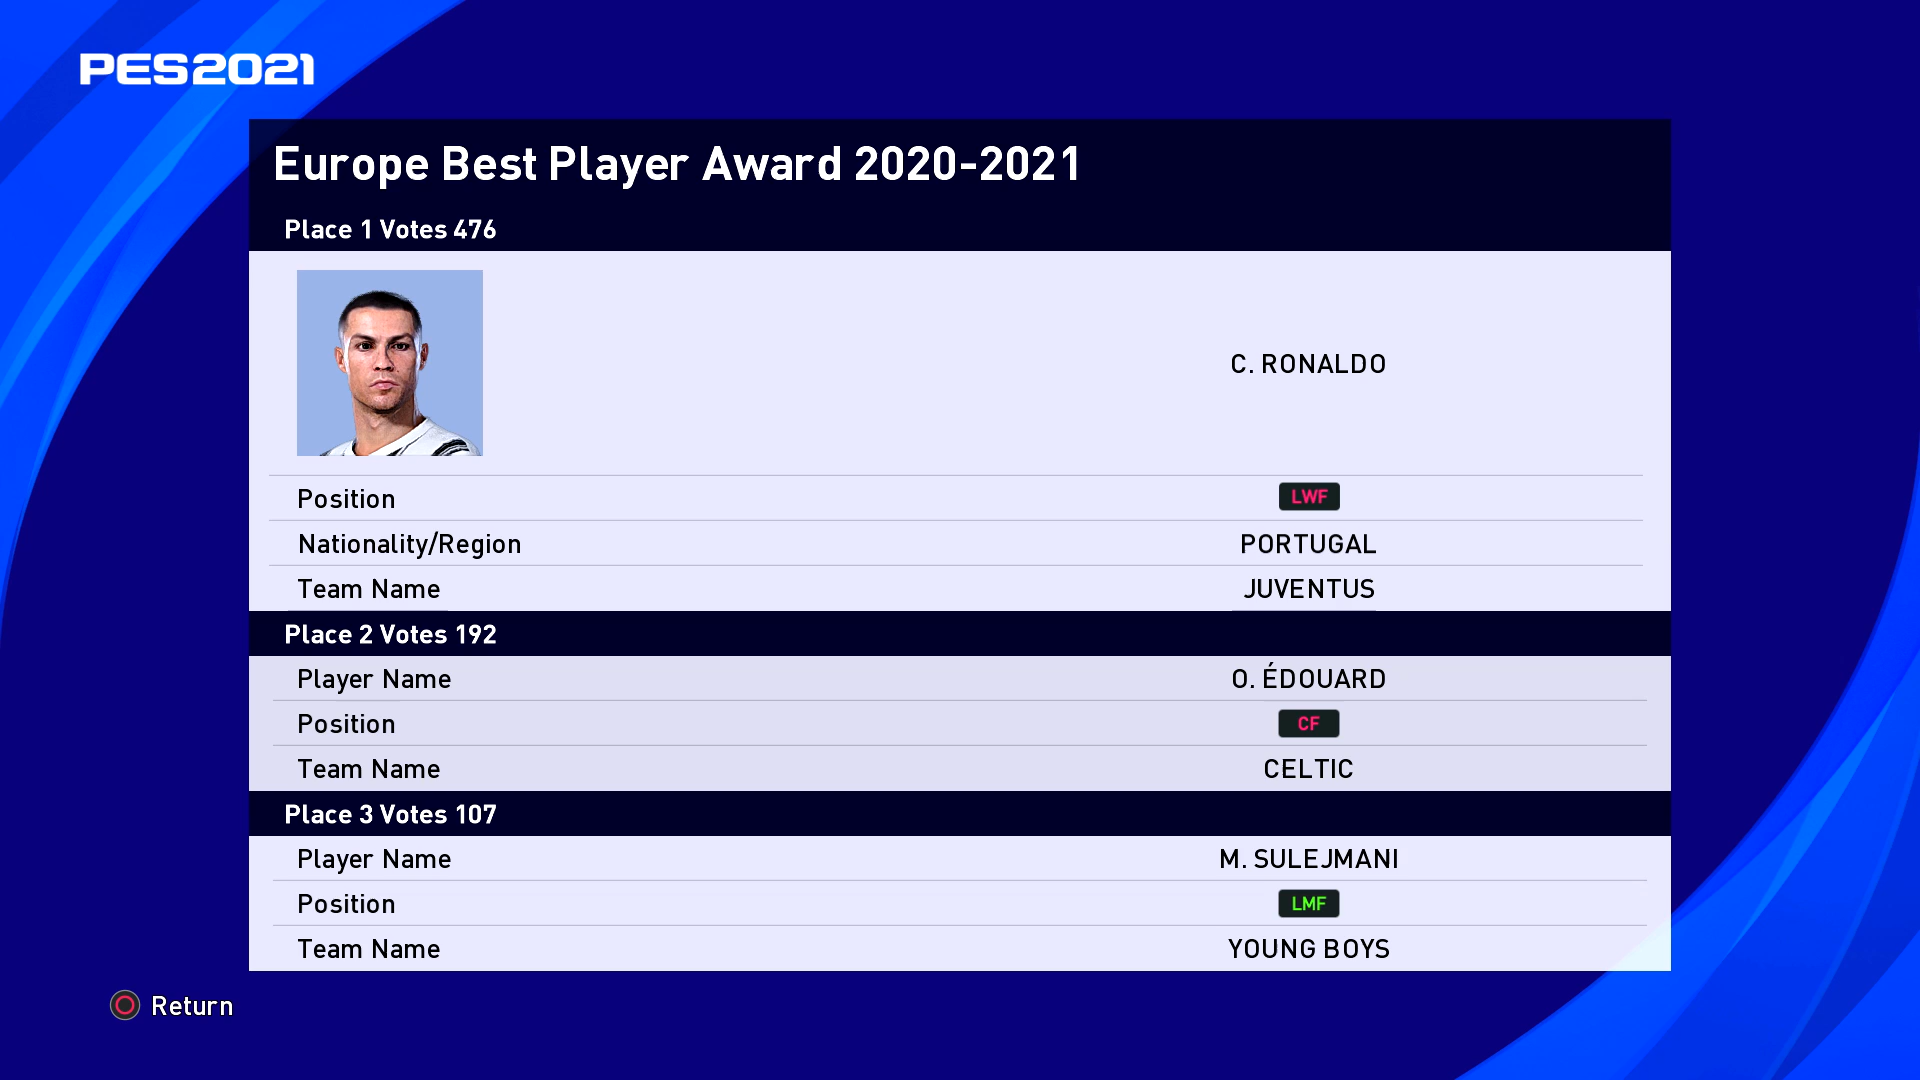 PES2021
Europe Best Player Award 2020-2021
Place 1 Votes 476
C. RONALDO
Position LWF
Nationality/Region PORTUGAL
Team Name JUVENTUS
Place 2 Votes 192
Player Name O. ÉDOUARD
Position CF
Team Name CELTIC
Place 3 Votes 107
Player Name M. SULEJMANI
Position LMF
Team Name YOUNG BOYS
Return